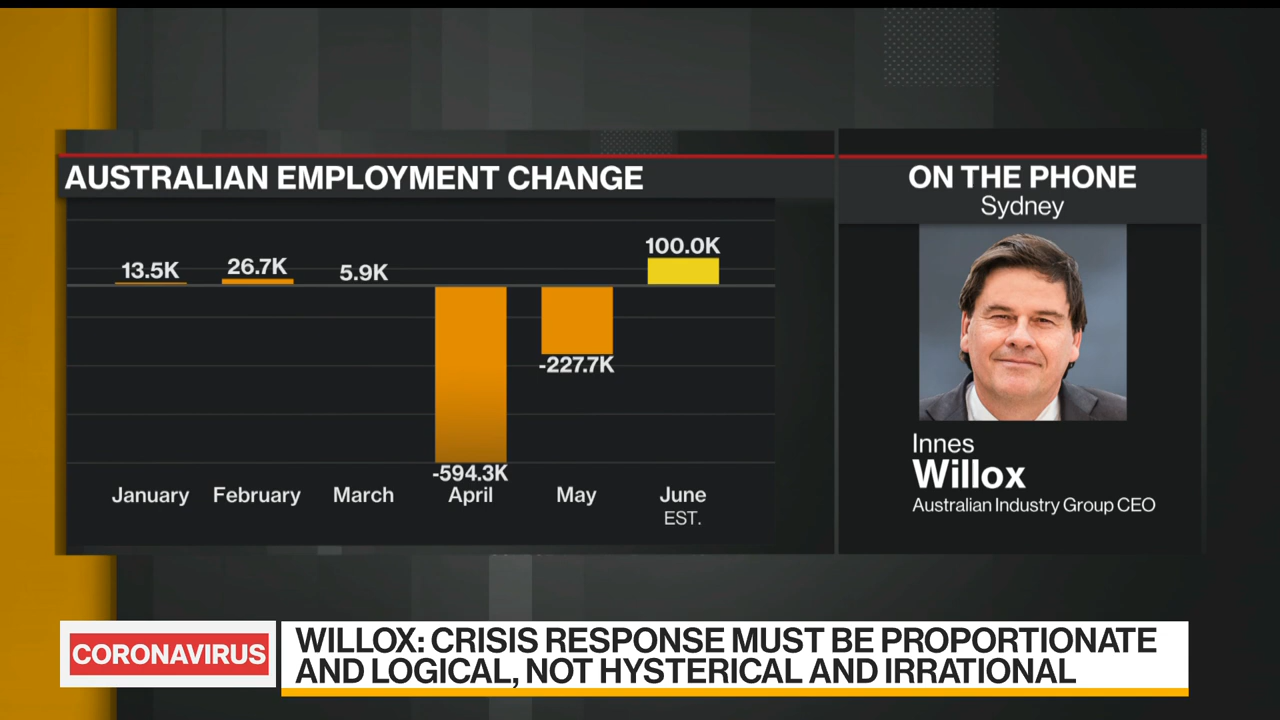 AUSTRALIAN EMPLOYMENT CHANGE
13.5K
26.7K
5.9K
-594.3K
-227.7K
100.0K
January
February
March
April
May
June
EST.
ON THE PHONE
Sydney
Innes
Willox
Australian Industry Group CEO
CORONAVIRUS
WILLOX: CRISIS RESPONSE MUST BE PROPORTIONATE
AND LOGICAL, NOT HYSTERICAL AND IRRATIONAL